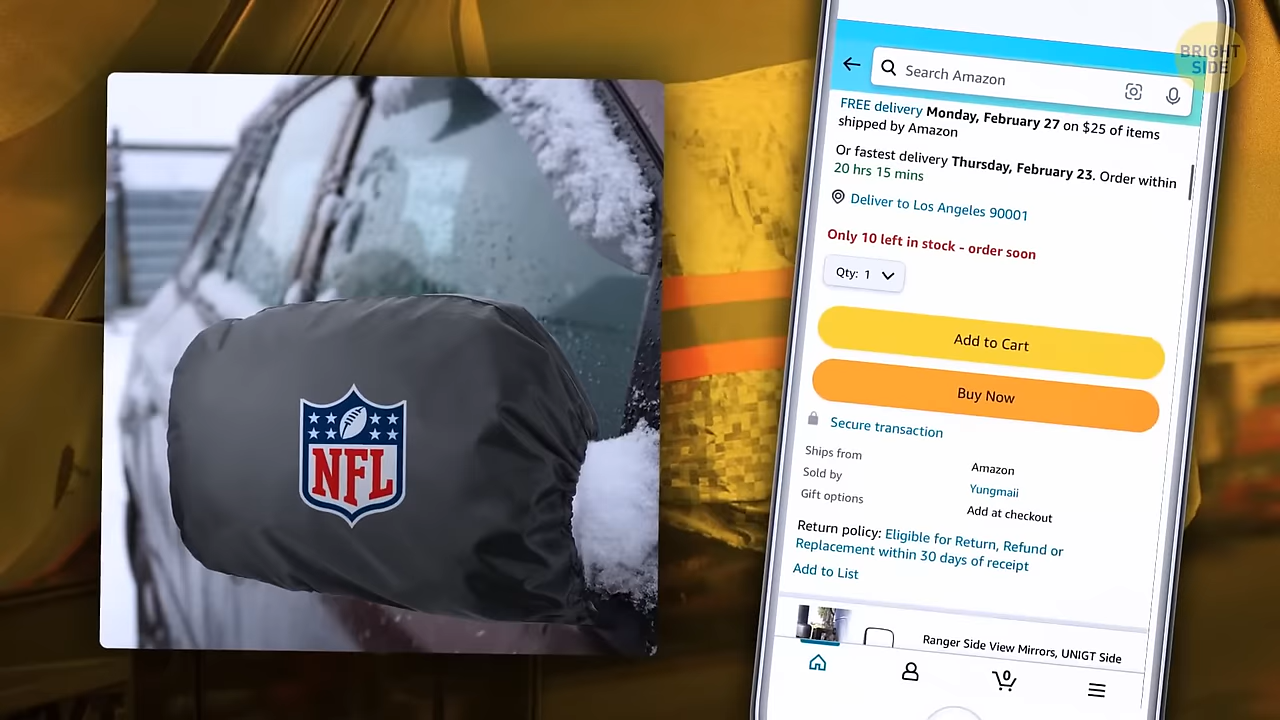 BRIGHT
SIDE
Search Amazon
FREE delivery Monday, February 27 on $25 of items
shipped by Amazon
Or fastest delivery Thursday, February 23. Order within
20 hrs 15 mins
Deliver to Los Angeles 90001
Only 10 left in stock - order soon
Qty: 1
Add to Cart
Buy Now
Secure transaction
Ships from Amazon
Sold by Yungmaii
Gift options Add at checkout
Return policy: Eligible for Return, Refund or
Replacement within 30 days of receipt
Add to List
Ranger Side View Mirrors, UNIGT Side
0
NFL